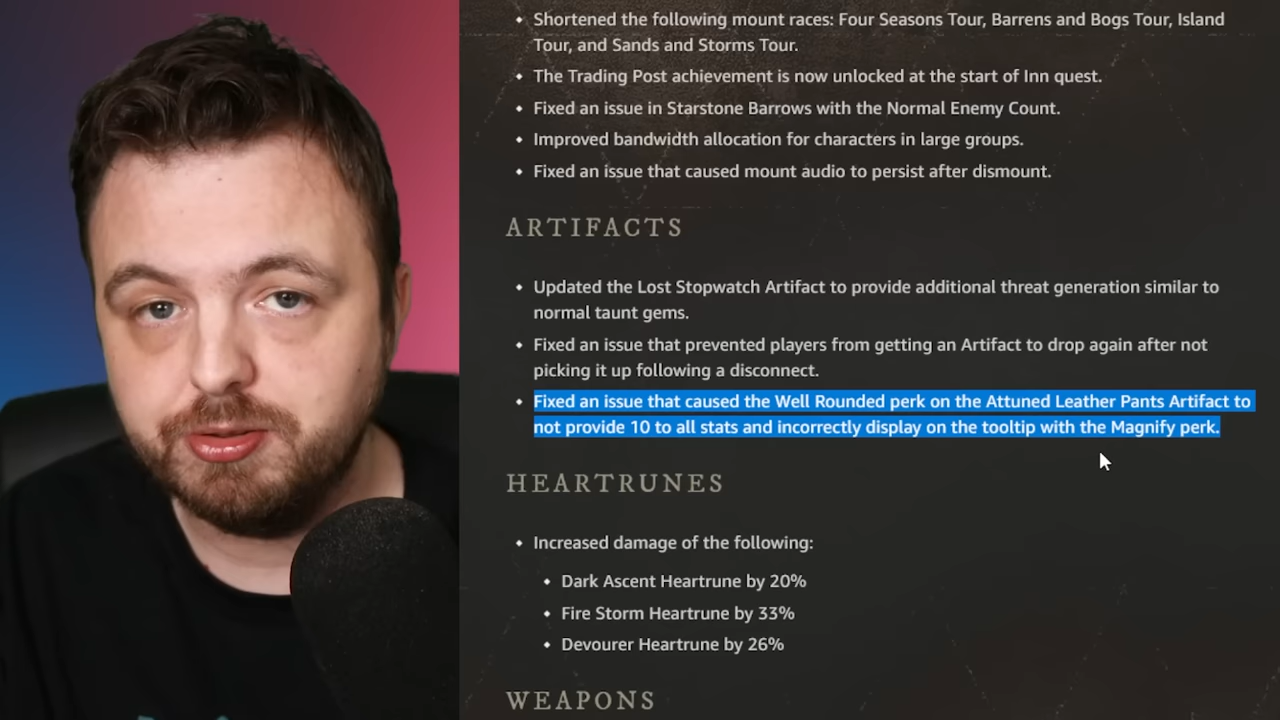 Shortened the following mount races: Four Seasons Tour, Barrens and Bogs Tour, Island
Tour, and Sands and Storms Tour.
The Trading Post achievement is now unlocked at the start of Inn quest.
Fixed an issue in Starstone Barrows with the Normal Enemy Count.
Improved bandwidth allocation for characters in large groups.
Fixed an issue that caused mount audio to persist after dismount.
ARTIFACTS
Updated the Lost Stopwatch Artifact to provide additional threat generation similar to
normal taunt gems.
Fixed an issue that prevented players from getting an Artifact to drop again after not
picking it up following a disconnect.
Fixed an issue that caused the Well Rounded perk on the Attuned Leather Pants Artifact to
not provide 10 to all stats and incorrectly display on the tooltip with the Magnify perk.
HEARTRUNES
Increased damage of the following:
Dark Ascent Heartrune by 20%
Fire Storm Heartrune by 33%
Devourer Heartrune by 26%
WEAPONS